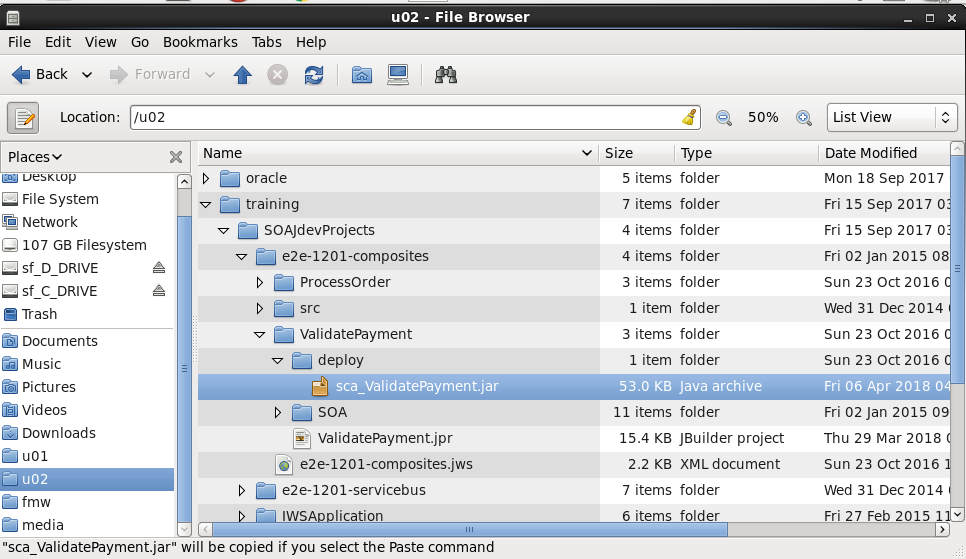 u02 - File Browser
File Edit View Go Bookmarks Tabs Help
Back Forward
Location: /u02 50% List View
Places Name Size Type Date Modified
Desktop
File System
Network
107 GB Filesystem
sf_D_DRIVE
sf_C_DRIVE
Trash
Documents
Music
Pictures
Videos
Downloads
u01
u02
fmw
media
oracle 5 items folder Mon 18 Sep 2017
training 7 items folder Fri 15 Sep 2017 03
SOAJdevProjects 4 items folder Fri 15 Sep 2017 03
e2e-1201-composites 4 items folder Fri 02 Jan 2015 08
ProcessOrder 3 items folder Sun 23 Oct 2016 0
src 1 item folder Wed 31 Dec 2014
ValidatePayment 3 items folder Sun 23 Oct 2016 0
deploy 1 item folder Sun 23 Oct 2016 0
sca_ValidatePayment.jar 53.0 KB Java archive Fri 06 Apr 2018 04
SOA 11 items folder Fri 02 Jan 2015 09
ValidatePayment.jpr 15.4 KB JBuilder project Thu 29 Mar 2018 0
e2e-1201-composites.jws 2.2 KB XML document Sun 23 Oct 2016 1
e2e-1201-servicebus 7 items folder Wed 31 Dec 2014
IWSApplication 6 items folder Fri 27 Feb 2015 11
"sca_ValidatePayment.jar" will be copied if you select the Paste command